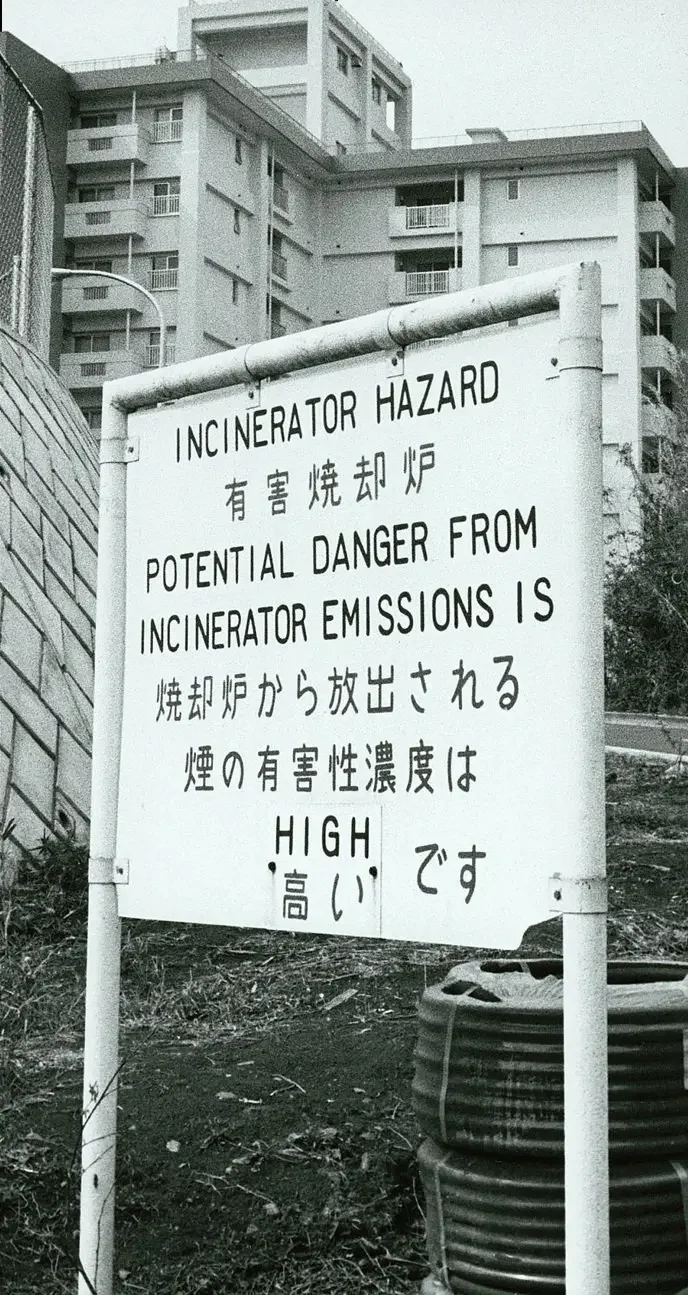 INCINERATOR HAZARD
有害焼却炉
POTENTIAL DANGER FROM
INCINERATOR EMISSIONS IS
焼却炉から放出される
煙の有害性濃度は
HIGH
高い です